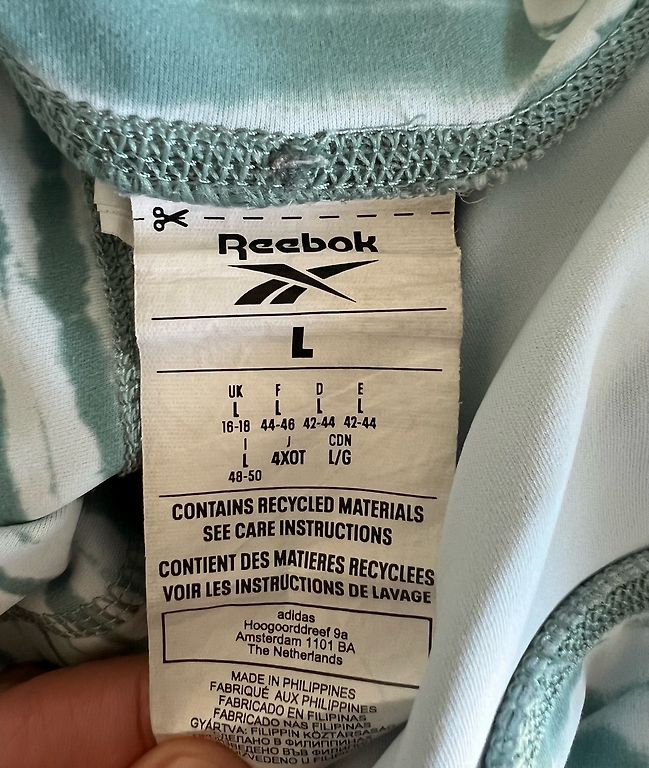 Reebok
L
UK F D E
L L L L
16-18 44-46 42-44 42-44
I J CDN
L 4XOT L/G
48-50
CONTAINS RECYCLED MATERIALS
SEE CARE INSTRUCTIONS
CONTIENT DES MATIERES RECYCLEES
VOIR LES INSTRUCTIONS DE LAVAGE
adidas
Hoogoorddreef 9a
Amsterdam 1101 BA
The Netherlands
MADE IN PHILIPPINES
FABRIQUÉ AUX PHILIPPINES
FABRICADO EN FILIPINAS
FABRICADO NAS FILIPINAS
GYÁRTVA: FILIPPIN KÖZTÁRSASÁG
В ФИЛИППИНАХ